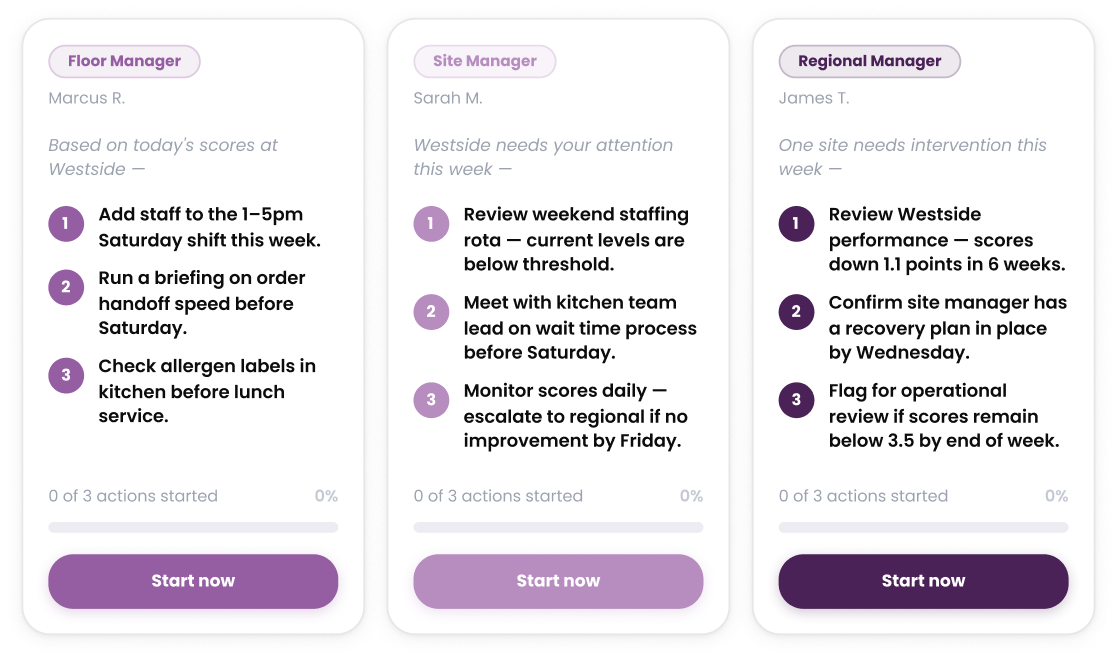 Floor Manager
Marcus R.
Based on today's scores at
Westside —
1
Add staff to the 1–5pm
Saturday shift this week.
2
Run a briefing on order
handoff speed before
Saturday.
3
Check allergen labels in
kitchen before lunch
service.
0 of 3 actions started
0%
Start now
Site Manager
Sarah M.
Westside needs your attention
this week —
1
Review weekend staffing
rota — current levels are
below threshold.
2
Meet with kitchen team
lead on wait time process
before Saturday.
3
Monitor scores daily —
escalate to regional if no
improvement by Friday.
0 of 3 actions started
0%
Start now
Regional Manager
James T.
One site needs intervention this
week —
1
Review Westside
performance — scores
down 1.1 points in 6 weeks.
2
Confirm site manager has
a recovery plan in place
by Wednesday.
3
Flag for operational
review if scores remain
below 3.5 by end of week.
0 of 3 actions started
0%
Start now